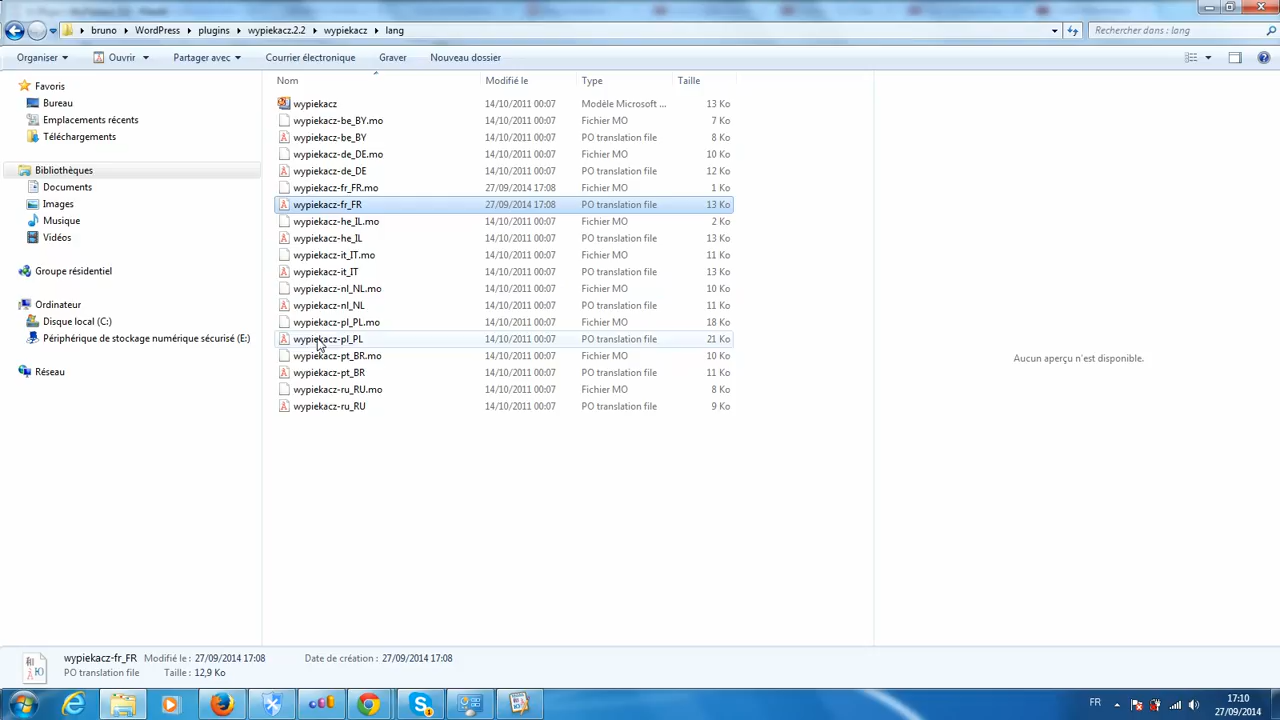 bruno WordPress plugins wypiekacz.2.2 wypiekacz lang
Rechercher dans : lang
Organiser Ouvrir Partager avec Courrier électronique Graver Nouveau dossier
Nom Modifié le Type Taille
Favoris
Bureau
Emplacements récents
Téléchargements
Bibliothèques
Documents
Images
Musique
Vidéos
Groupe résidentiel
Ordinateur
Disque local (C:)
Périphérique de stockage numérique sécurisé (E:)
Réseau
wypiekacz 14/10/2011 00:07 Modèle Microsoft ... 13 Ko
wypiekacz-be_BY.mo 14/10/2011 00:07 Fichier MO 7 Ko
wypiekacz-be_BY 14/10/2011 00:07 PO translation file 8 Ko
wypiekacz-de_DE.mo 14/10/2011 00:07 Fichier MO 10 Ko
wypiekacz-de_DE 14/10/2011 00:07 PO translation file 12 Ko
wypiekacz-fr_FR.mo 27/09/2014 17:08 Fichier MO 1 Ko
wypiekacz-fr_FR 27/09/2014 17:08 PO translation file 13 Ko
wypiekacz-he_IL.mo 14/10/2011 00:07 Fichier MO 2 Ko
wypiekacz-he_IL 14/10/2011 00:07 PO translation file 13 Ko
wypiekacz-it_IT.mo 14/10/2011 00:07 Fichier MO 11 Ko
wypiekacz-it_IT 14/10/2011 00:07 PO translation file 13 Ko
wypiekacz-nl_NL.mo 14/10/2011 00:07 Fichier MO 10 Ko
wypiekacz-nl_NL 14/10/2011 00:07 PO translation file 11 Ko
wypiekacz-pl_PL.mo 14/10/2011 00:07 Fichier MO 18 Ko
wypiekacz-pl_PL 14/10/2011 00:07 PO translation file 21 Ko
wypiekacz-pt_BR.mo 14/10/2011 00:07 Fichier MO 10 Ko
wypiekacz-pt_BR 14/10/2011 00:07 PO translation file 11 Ko
wypiekacz-ru_RU.mo 14/10/2011 00:07 Fichier MO 8 Ko
wypiekacz-ru_RU 14/10/2011 00:07 PO translation file 9 Ko
Aucun aperçu n'est disponible.
wypiekacz-fr_FR Modifié le : 27/09/2014 17:08 Date de création : 27/09/2014 17:08
PO translation file Taille : 12,9 Ko
FR
17:10
27/09/2014